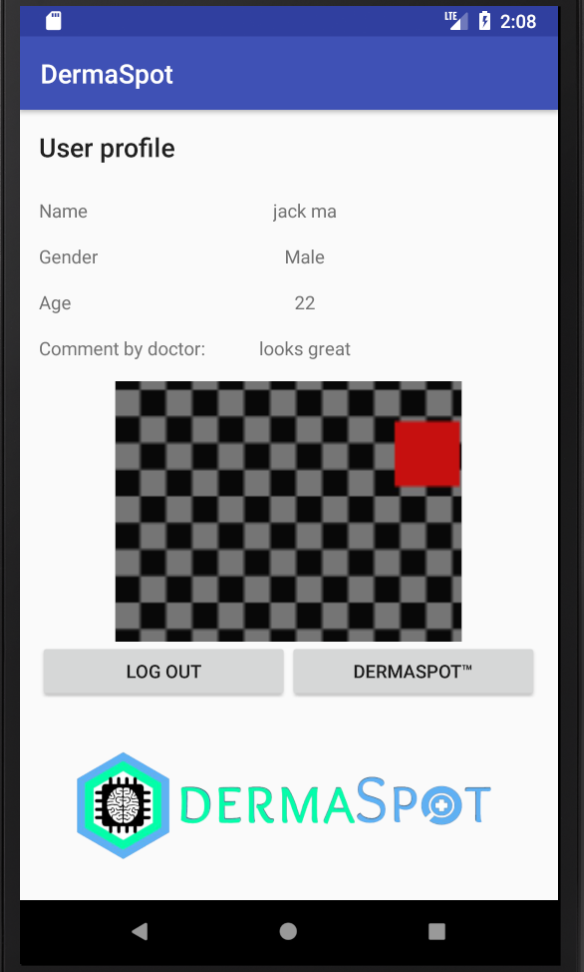 LTE 2:08
DermaSpot
User profile
Name jack ma
Gender Male
Age 22
Comment by doctor: looks great
LOG OUT DERMASPOT™
DERMASPOT